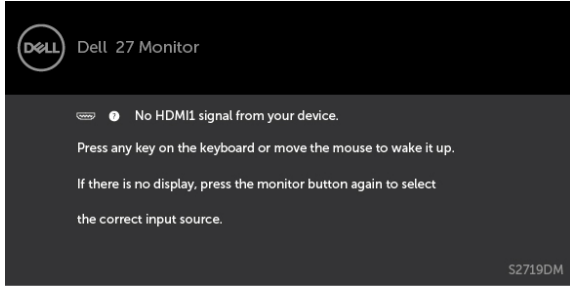 DELL
Dell 27 Monitor
? No HDMI1 signal from your device.
Press any key on the keyboard or move the mouse to wake it up.
If there is no display, press the monitor button again to select
the correct input source.
S2719DM